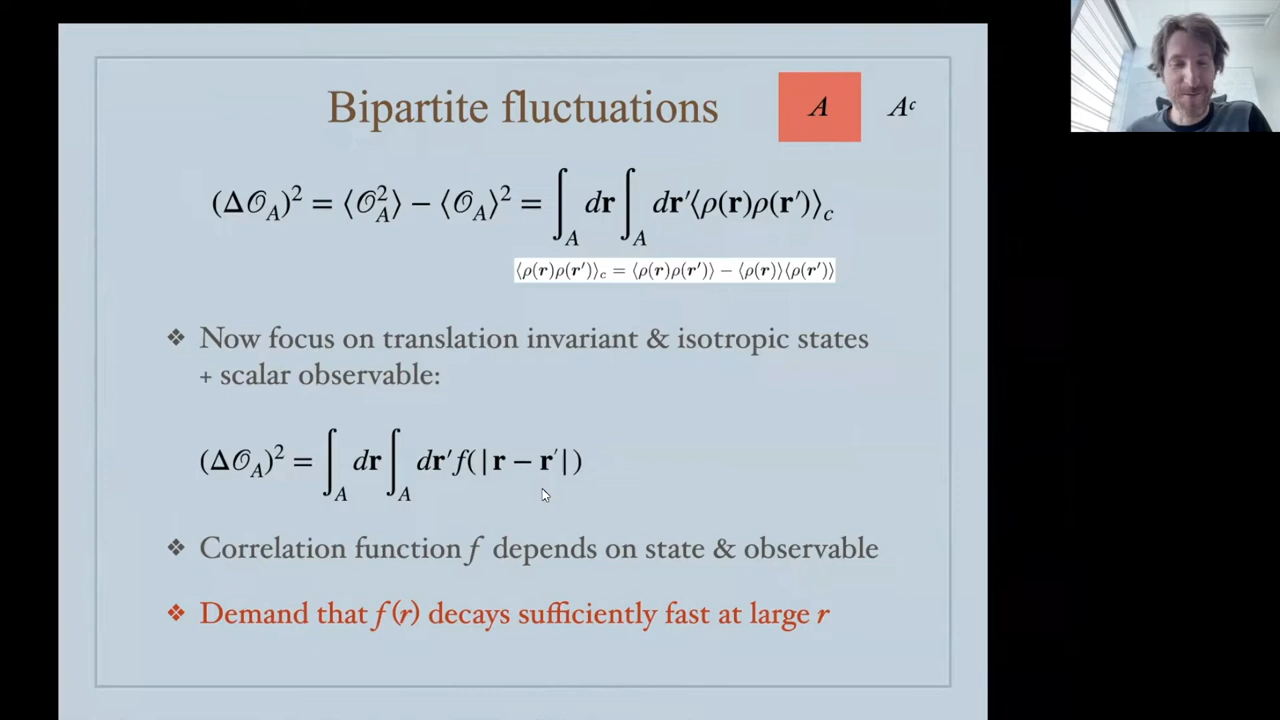 Bipartite fluctuations
A Aᶜ
(Δ𝒪_A)² = ⟨𝒪_A²⟩ − ⟨𝒪_A⟩² = ∫_A d𝐫 ∫_A d𝐫′⟨ρ(𝐫)ρ(𝐫′)⟩_c
⟨ρ(𝒓)ρ(𝒓′)⟩_c = ⟨ρ(𝒓)ρ(𝒓′)⟩ − ⟨ρ(𝒓)⟩⟨ρ(𝒓′)⟩
❖ Now focus on translation invariant & isotropic states
+ scalar observable:
(Δ𝒪_A)² = ∫_A d𝐫 ∫_A d𝐫′f(|𝐫 − 𝐫′|)
❖ Correlation function f depends on state & observable
❖ Demand that f (r) decays sufficiently fast at large r